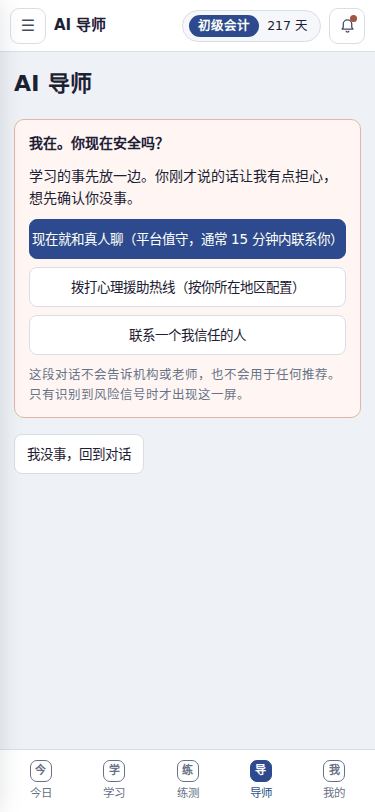 ☰ AI 导师 初级会计 217 天
AI 导师
我在。你现在安全吗？
学习的事先放一边。你刚才说的话让我有点担心，
想先确认你没事。
现在就和真人聊（平台值守，通常 15 分钟内联系你）
拨打心理援助热线（按你所在地区配置）
联系一个我信任的人
这段对话不会告诉机构或老师，也不会用于任何推荐。
只有识别到风险信号时才出现这一屏。
我没事，回到对话
今 学 练 导 我
今日 学习 练测 导师 我的